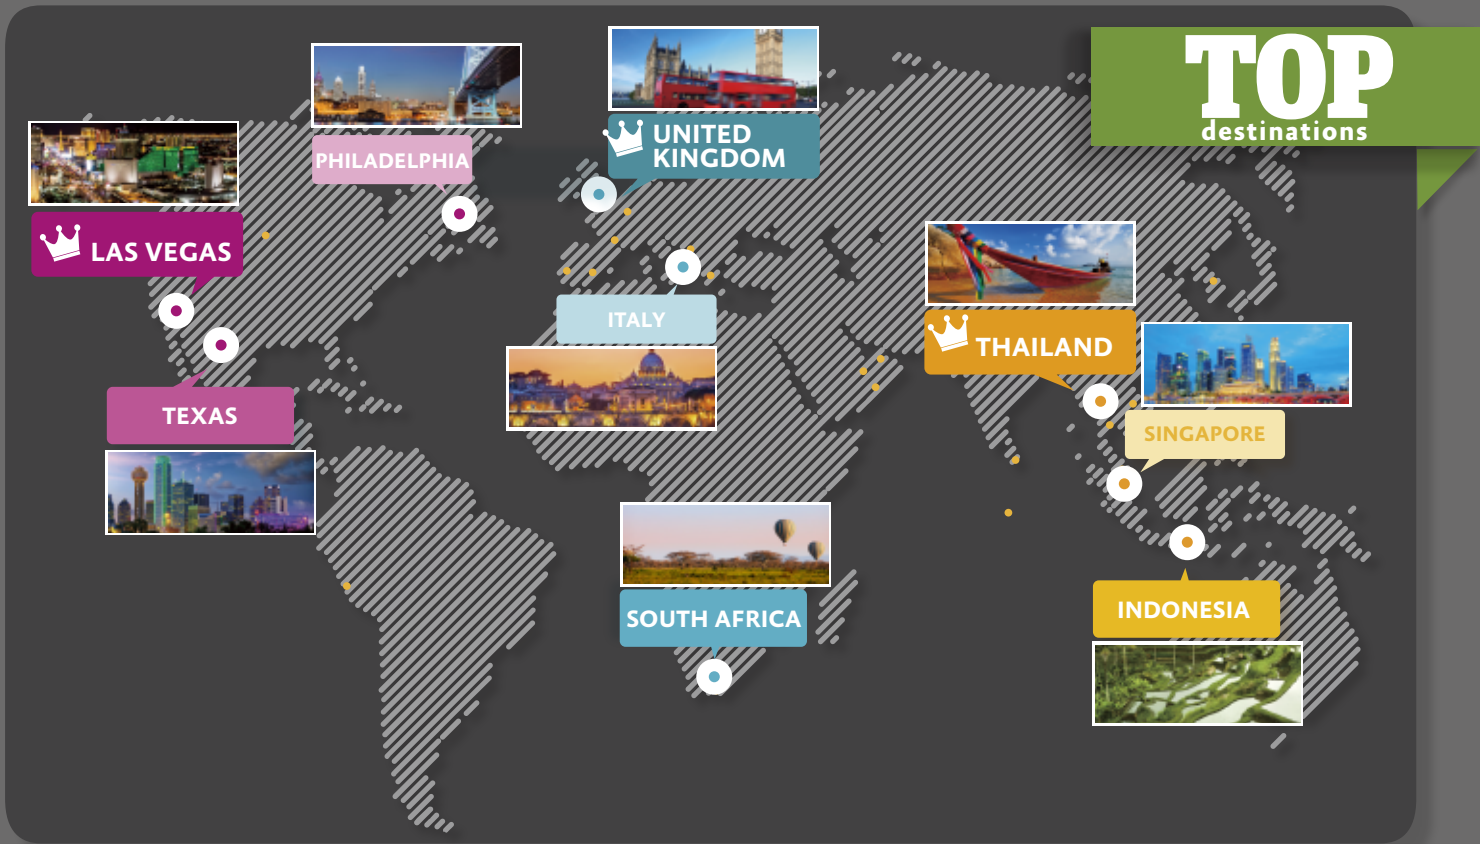 TOP
destinations
PHILADELPHIA
UNITED
KINGDOM
LAS VEGAS
ITALY
THAILAND
TEXAS
SINGAPORE
SOUTH AFRICA
INDONESIA